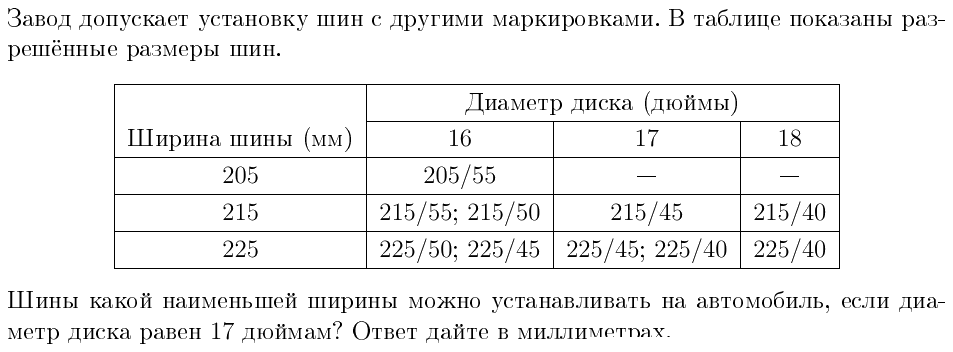 Завод допускает установку шин с другими маркировками. В таблице показаны раз-
решённые размеры шин.
Диаметр диска (дюймы)
Ширина шины (мм) 16 17 18
205 205/55 — —
215 215/55; 215/50 215/45 215/40
225 225/50; 225/45 225/45; 225/40 225/40
Шины какой наименьшей ширины можно устанавливать на автомобиль, если диа-
метр диска равен 17 дюймам? Ответ дайте в миллиметрах.